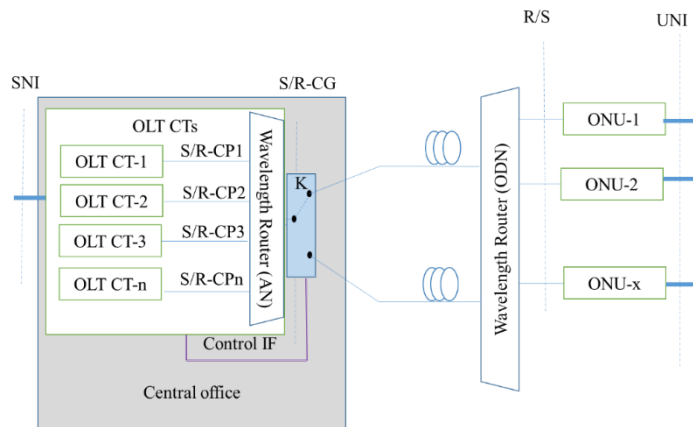 R/S
UNI
SNI
S/R-CG
OLT CTs
OLT CT-1
S/R-CP1
OLT CT-2
S/R-CP2
OLT CT-3
S/R-CP3
OLT CT-n
S/R-CPn
Wavelength Router (AN)
K
Wavelength Router (ODN)
ONU-1
ONU-2
ONU-x
Control IF
Central office